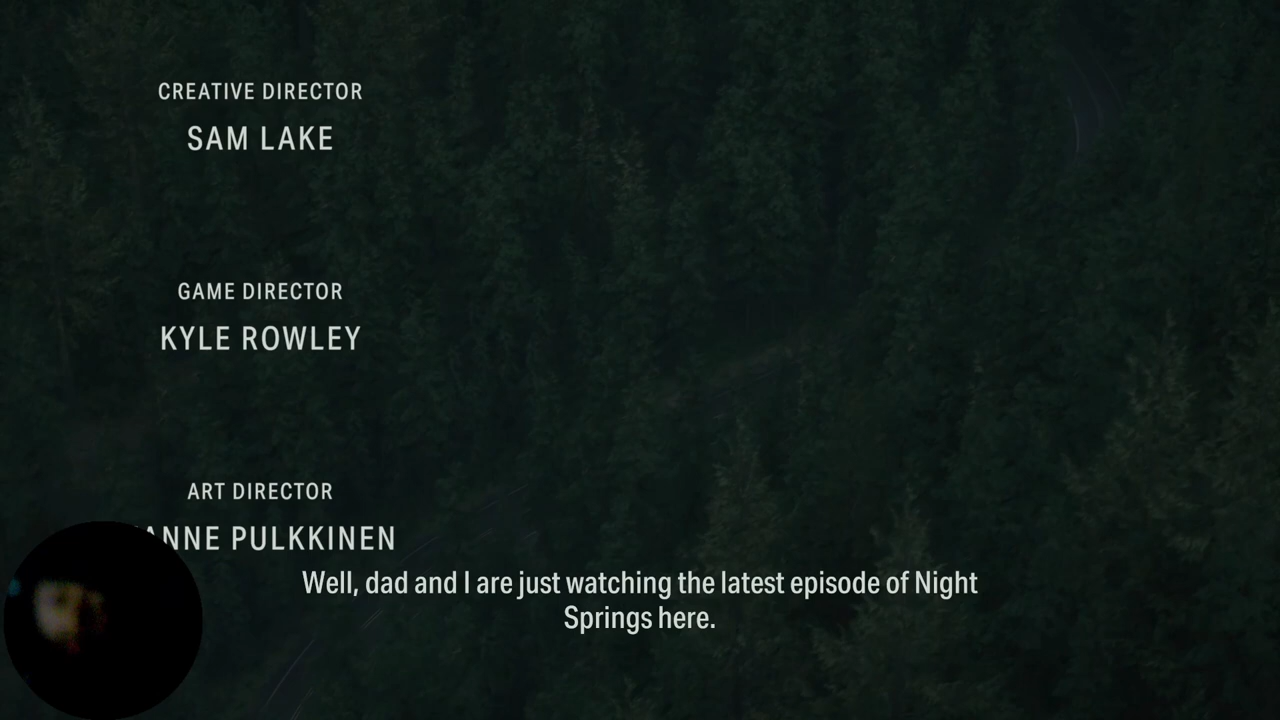 CREATIVE DIRECTOR
SAM LAKE
GAME DIRECTOR
KYLE ROWLEY
ART DIRECTOR
ANNE PULKKINEN
Well, dad and I are just watching the latest episode of Night
Springs here.